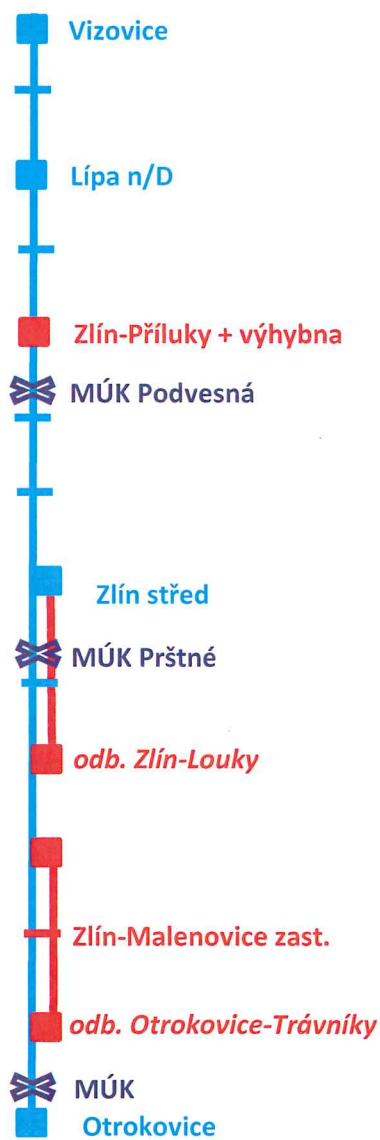 Vizovice
Lípa n/D
Zlín-Příluky + výhybna
MÚK Podvesná
Zlín střed
MÚK Prštné
odb. Zlín-Louky
Zlín-Malenovice zast.
odb. Otrokovice-Trávníky
MÚK
Otrokovice